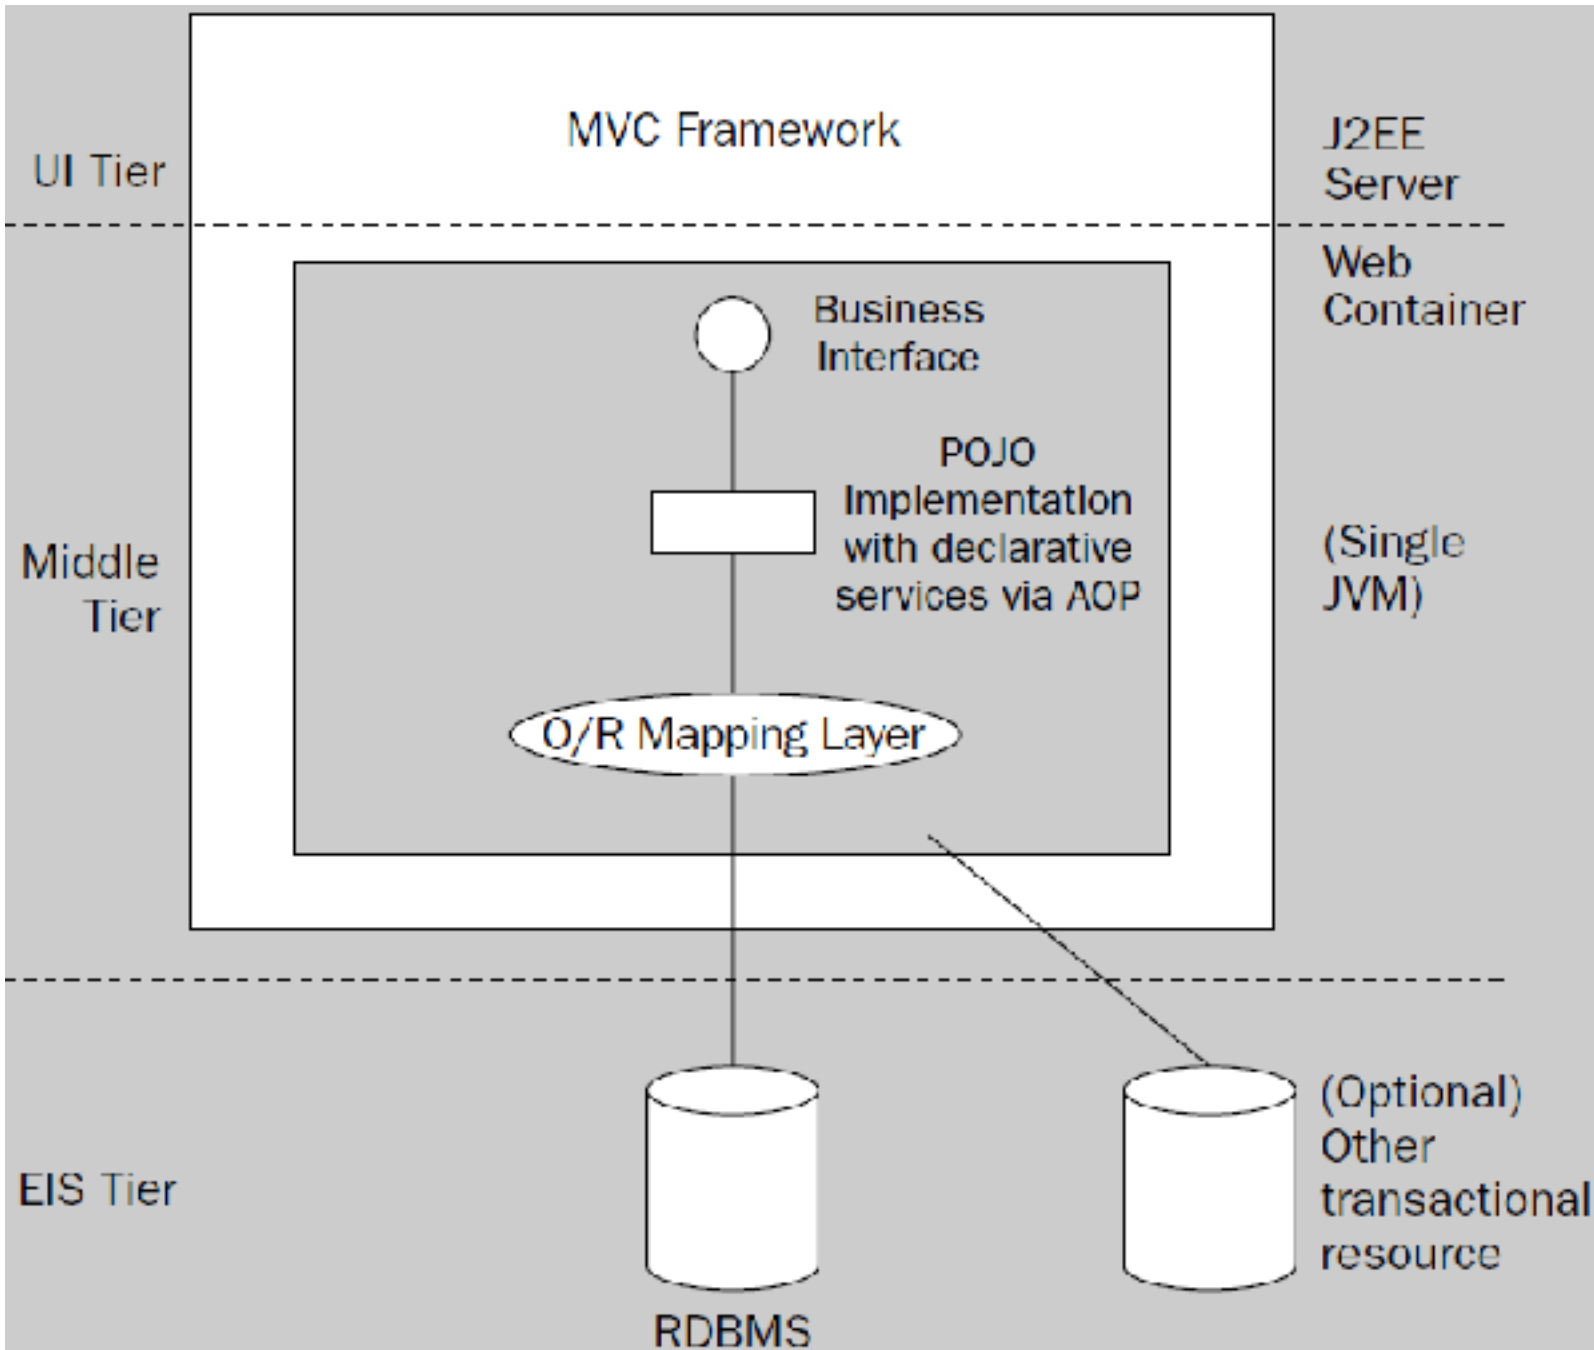 MVC Framework
UI Tier
J2EE
Server
Web
Container
Business
Interface
POJO
Implementation
with declarative
services via AOP
Middle
Tier
(Single
JVM)
O/R Mapping Layer
EIS Tier
(Optional)
Other
transactional
resource
RDBMS